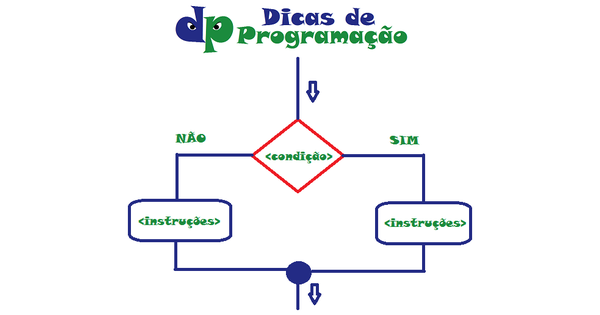 dp Dicas de
Programação
NÃO
SIM
<condição>
<instruções>
<instruções>